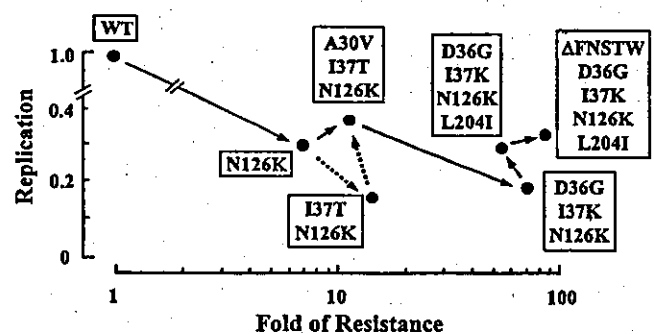 WT
A30V
I37T
N126K
D36G
I37K
N126K
L204I
ΔFNSTW
D36G
I37K
N126K
L204I
N126K
I37T
N126K
D36G
I37K
N126K
Replication
1.0
0.4
0.2
0
1
10
100
Fold of Resistance